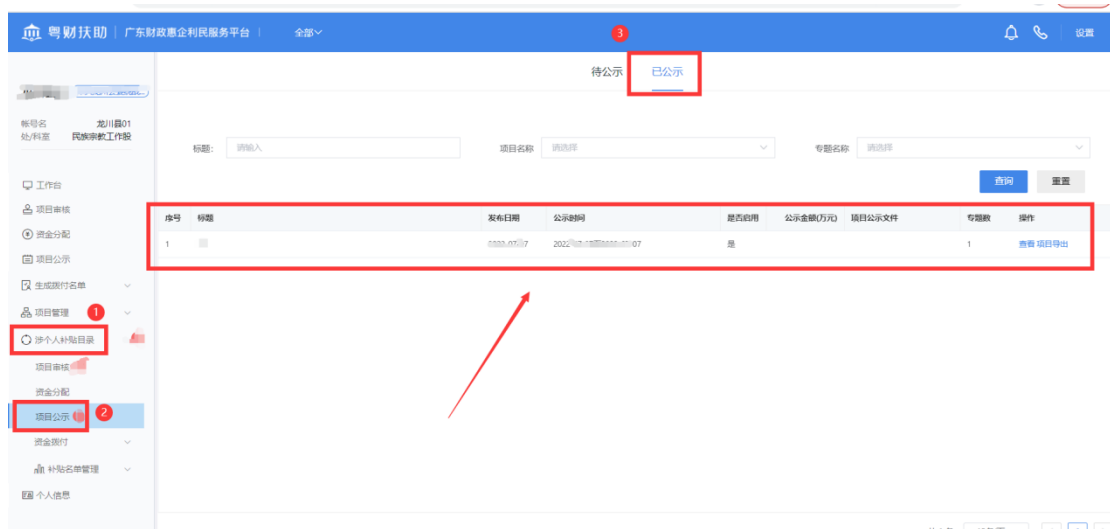 粤财扶助 广东财政惠企利民服务平台 全部 3 设置
待公示 已公示
帐号名 龙川县01
处/科室 民族宗教工作股
标题: 请输入 项目名称 请选择 专题名称 请选择
查询 重置
工作台
项目审核
资金分配
项目公示
生成拨付名单
项目管理 1
涉个人补贴目录
项目审核
资金分配
项目公示 2
资金拨付
补贴名单管理
个人信息
序号 标题 发布日期 公示时间 是否启用 公示金额(万元) 项目公示文件 专题数 操作
1 2022 07 是 1 查看 项目导出